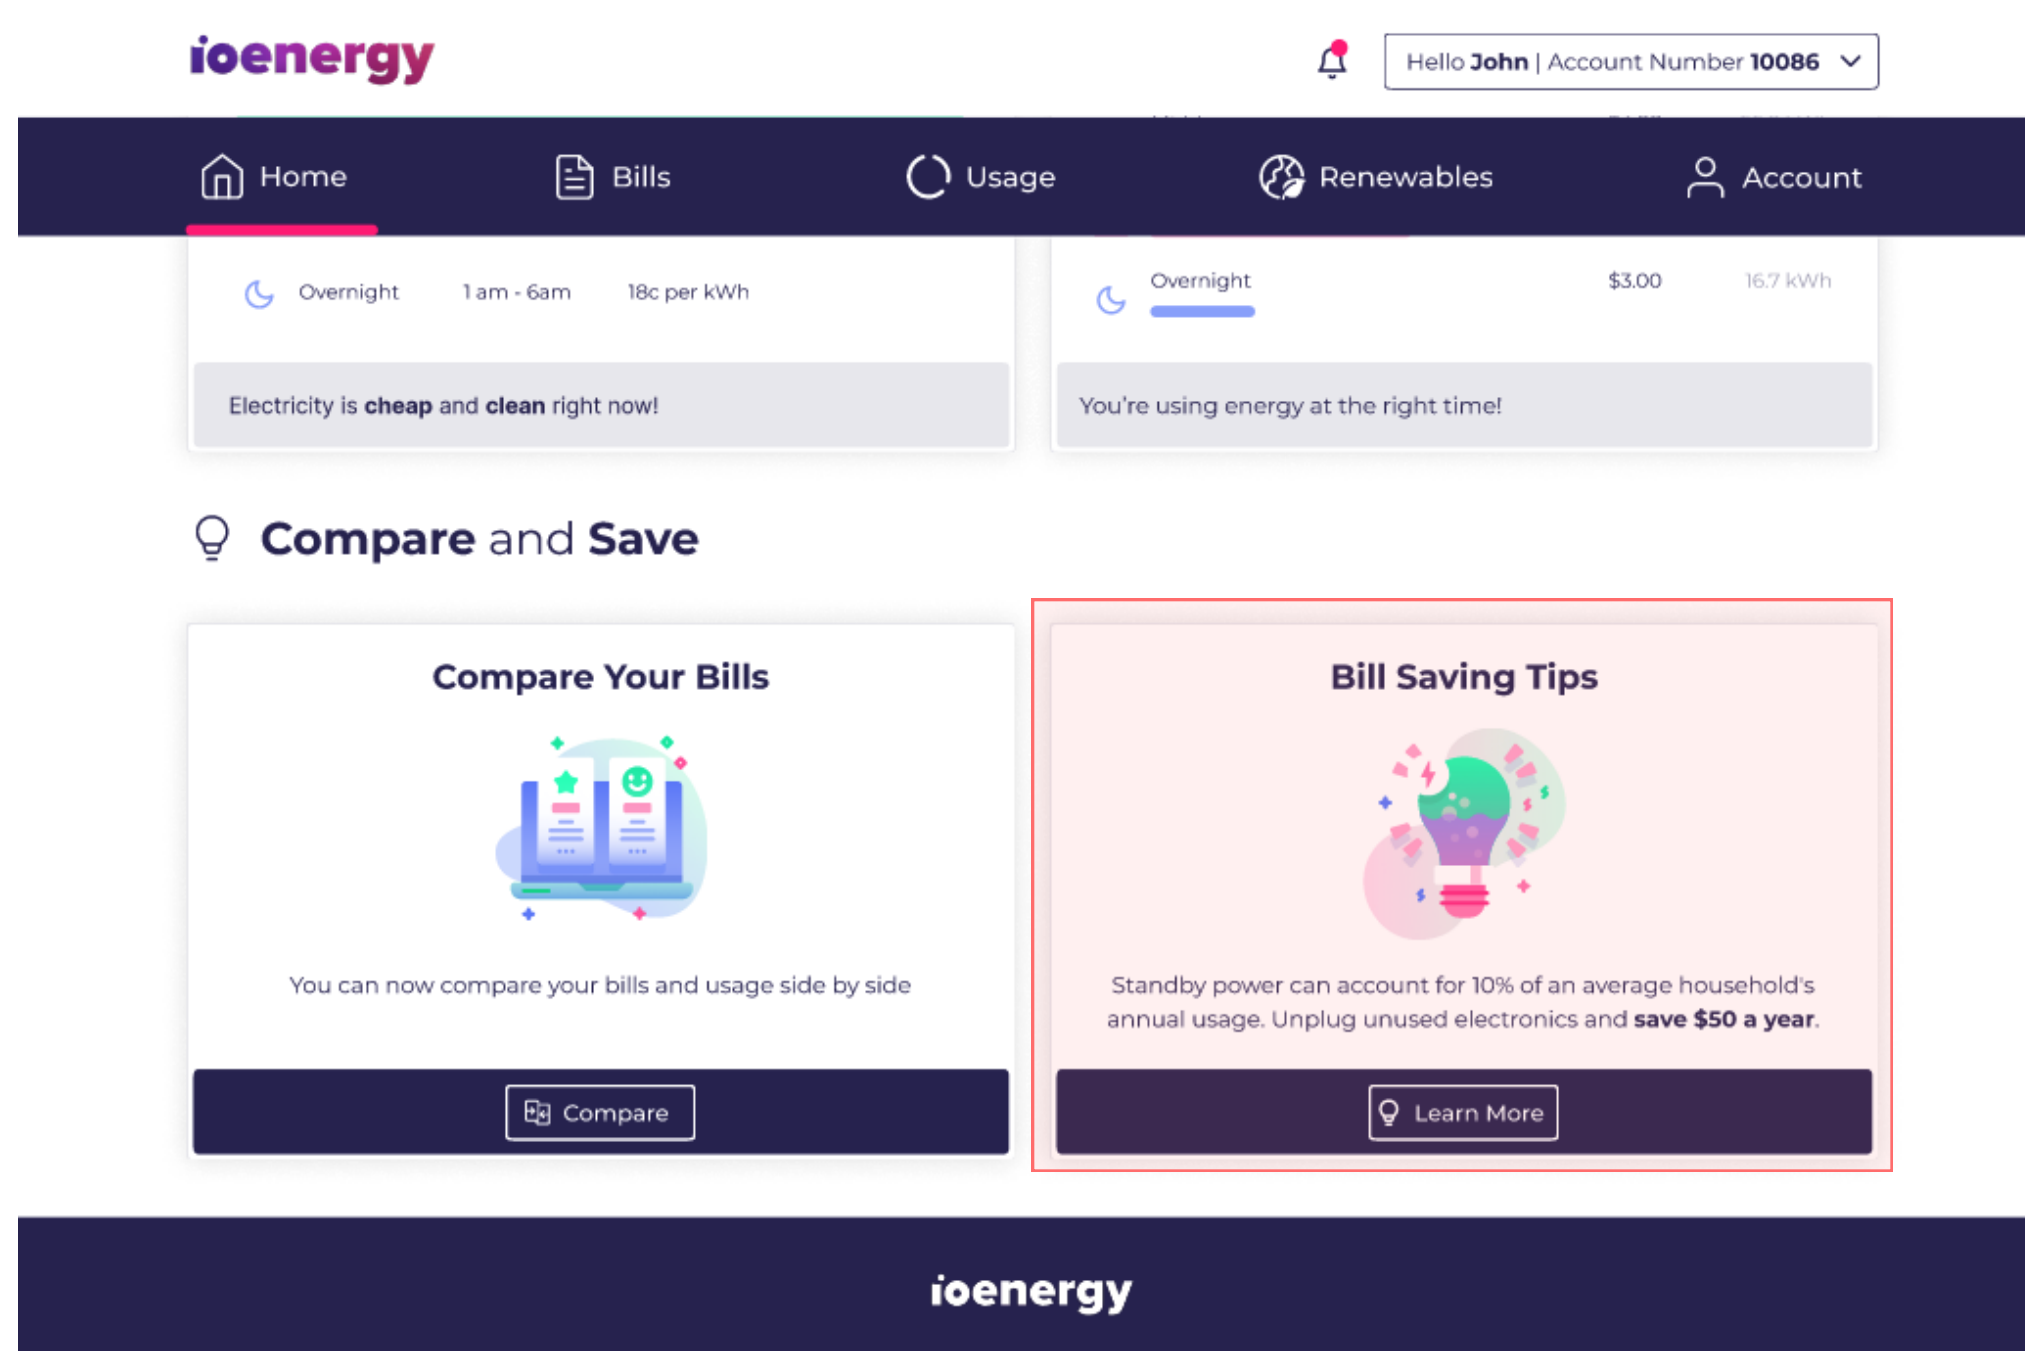 ioenergy
Hello John | Account Number 10086
Home
Bills
Usage
Renewables
Account
Overnight 1 am - 6am 18c per kWh
Overnight $3.00 16.7 kWh
Electricity is cheap and clean right now!
You're using energy at the right time!
Compare and Save
Compare Your Bills
You can now compare your bills and usage side by side
Compare
Bill Saving Tips
Standby power can account for 10% of an average household's
annual usage. Unplug unused electronics and save $50 a year.
Learn More
ioenergy